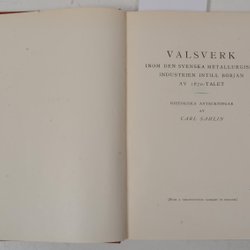 VALSVERK
INOM DEN SVENSKA METALLURGISKA
INDUSTRIEN INTILL BÖRJAN
AV 1870-TALET
HISTORISKA ANTECKNINGAR
AV
CARL SAHLIN